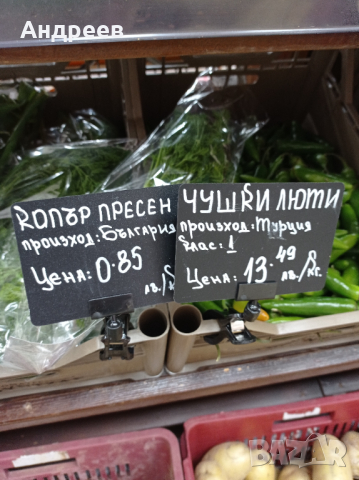 Андреев
КОПЪР ПРЕСЕН
произход: България
Цена: 0.85
лв./
ЧУШКИ ЛЮТИ
произход: Турция
клас: 1
Цена: 13.49
лв./кг.
BAZAR